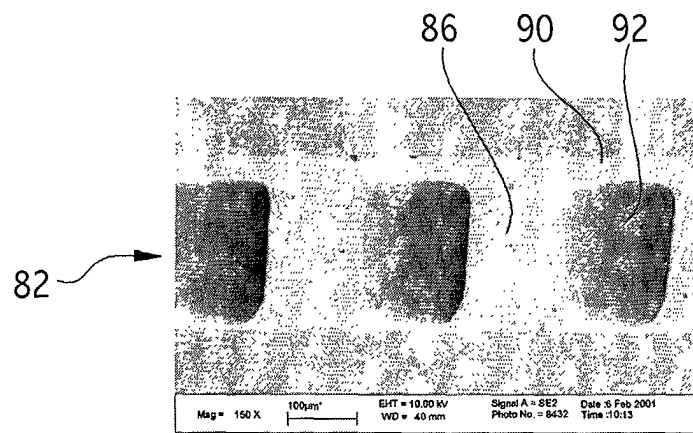 86 90 92
82
Mag = 150 X 100µm* EHT = 10.00 kV Signal A = SE2 Date :6 Feb 2001
WD = 40 mm Photo No. = 8432 Time :10:13